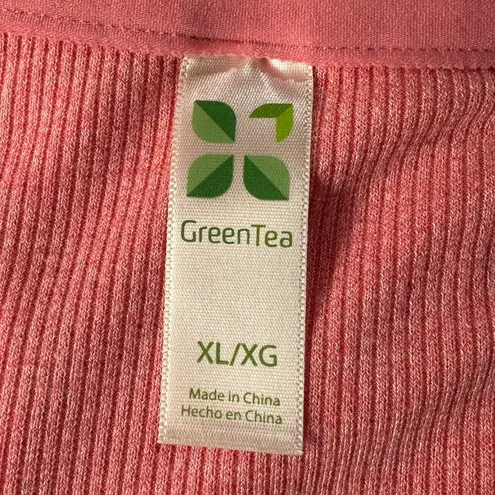 GreenTea
XL/XG
Made in China
Hecho en China